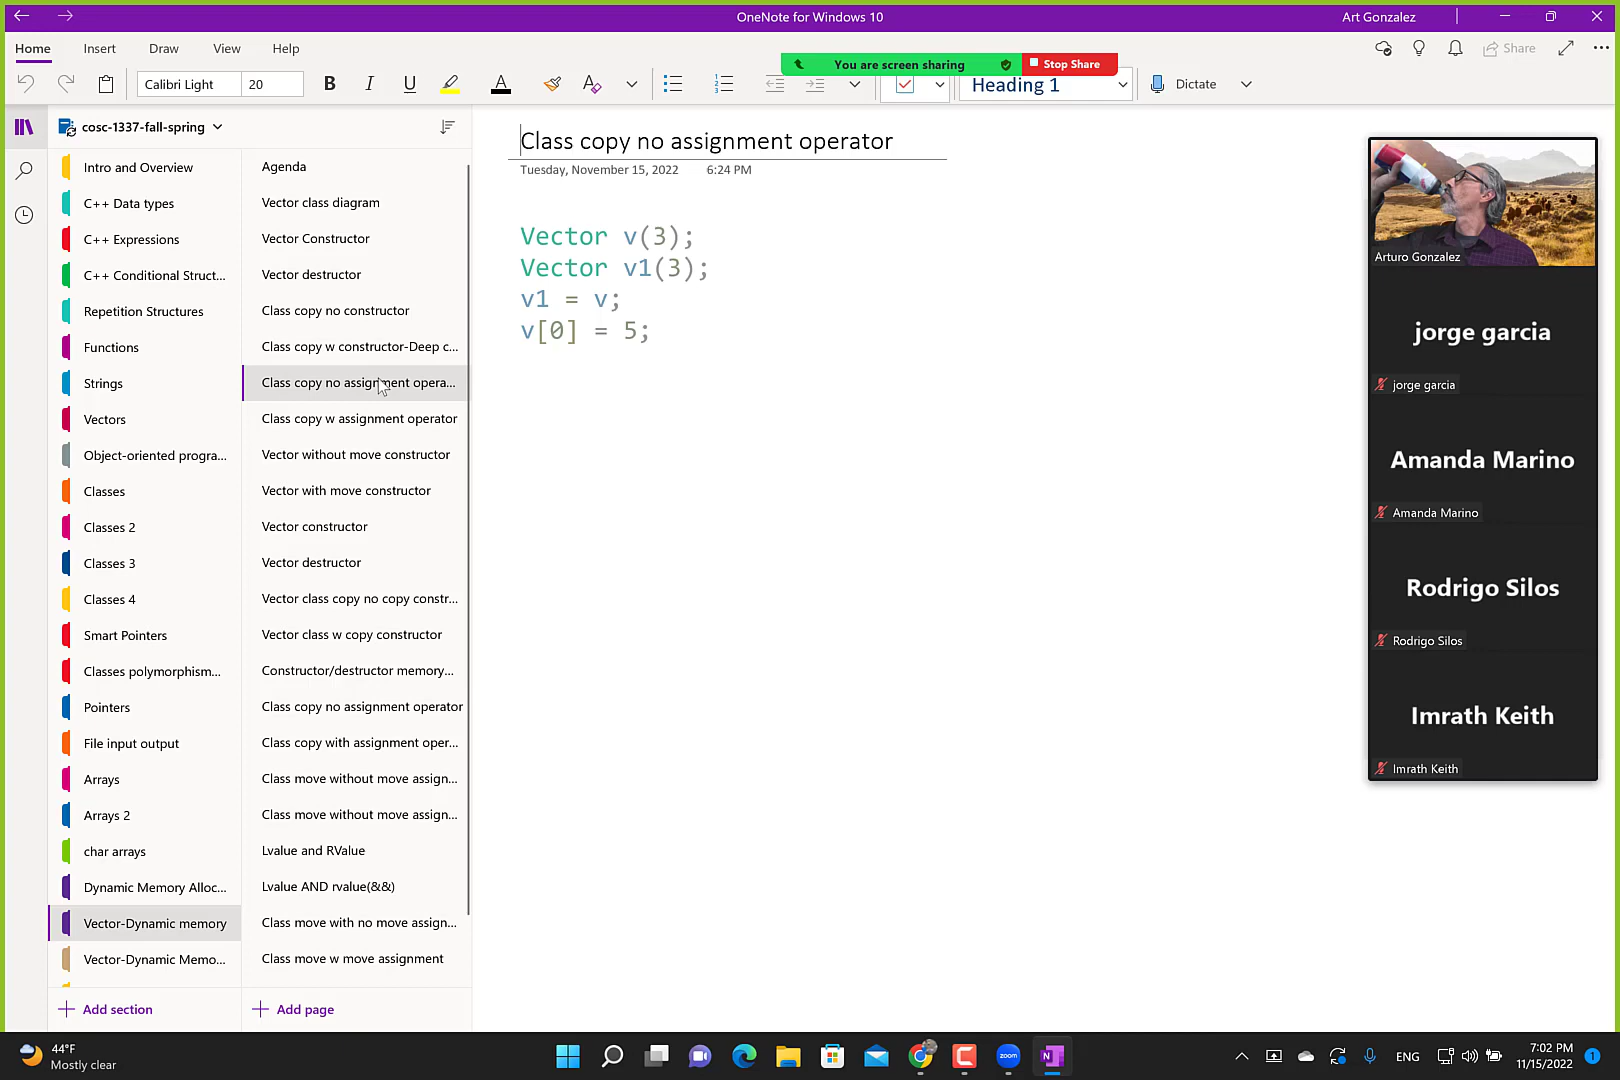 OneNote for Windows 10
Art Gonzalez
Home
Insert
Draw
View
Help
You are screen sharing
Stop Share
Share
Calibri Light
20
B
I
U
A
A
Heading 1
Dictate
cosc-1337-fall-spring
Intro and Overview
C++ Data types
C++ Expressions
C++ Conditional Struct...
Repetition Structures
Functions
Strings
Vectors
Object-oriented progra...
Classes
Classes 2
Classes 3
Classes 4
Smart Pointers
Classes polymorphism...
Pointers
File input output
Arrays
Arrays 2
char arrays
Dynamic Memory Alloc...
Vector-Dynamic memory
Vector-Dynamic Memo...
Add section
Agenda
Vector class diagram
Vector Constructor
Vector destructor
Class copy no constructor
Class copy w constructor-Deep c...
Class copy no assignment opera...
Class copy w assignment operator
Vector without move constructor
Vector with move constructor
Vector constructor
Vector destructor
Vector class copy no copy constr...
Vector class w copy constructor
Constructor/destructor memory...
Class copy no assignment operator
Class copy with assignment oper...
Class move without move assign...
Class move without move assign...
Lvalue and RValue
Lvalue AND rvalue(&&)
Class move with no move assign...
Class move w move assignment
Add page
Class copy no assignment operator
Tuesday, November 15, 2022 6:24 PM
Vector v(3);
Vector v1(3);
v1 = v;
v[0] = 5;
Arturo Gonzalez
jorge garcia
jorge garcia
Amanda Marino
Amanda Marino
Rodrigo Silos
Rodrigo Silos
Imrath Keith
Imrath Keith
44°F
Mostly clear
zoom
N
ENG
7:02 PM
11/15/2022
1